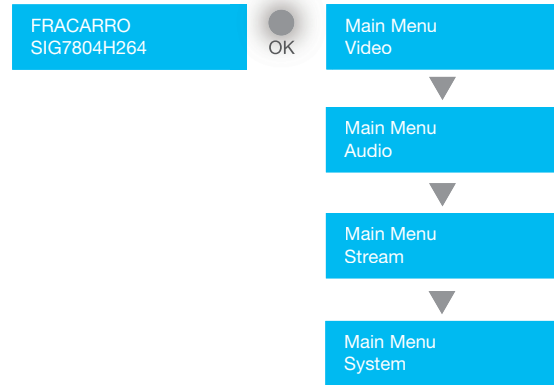 FRACARRO
SIG7804H264
OK
Main Menu
Video
Main Menu
Audio
Main Menu
Stream
Main Menu
System